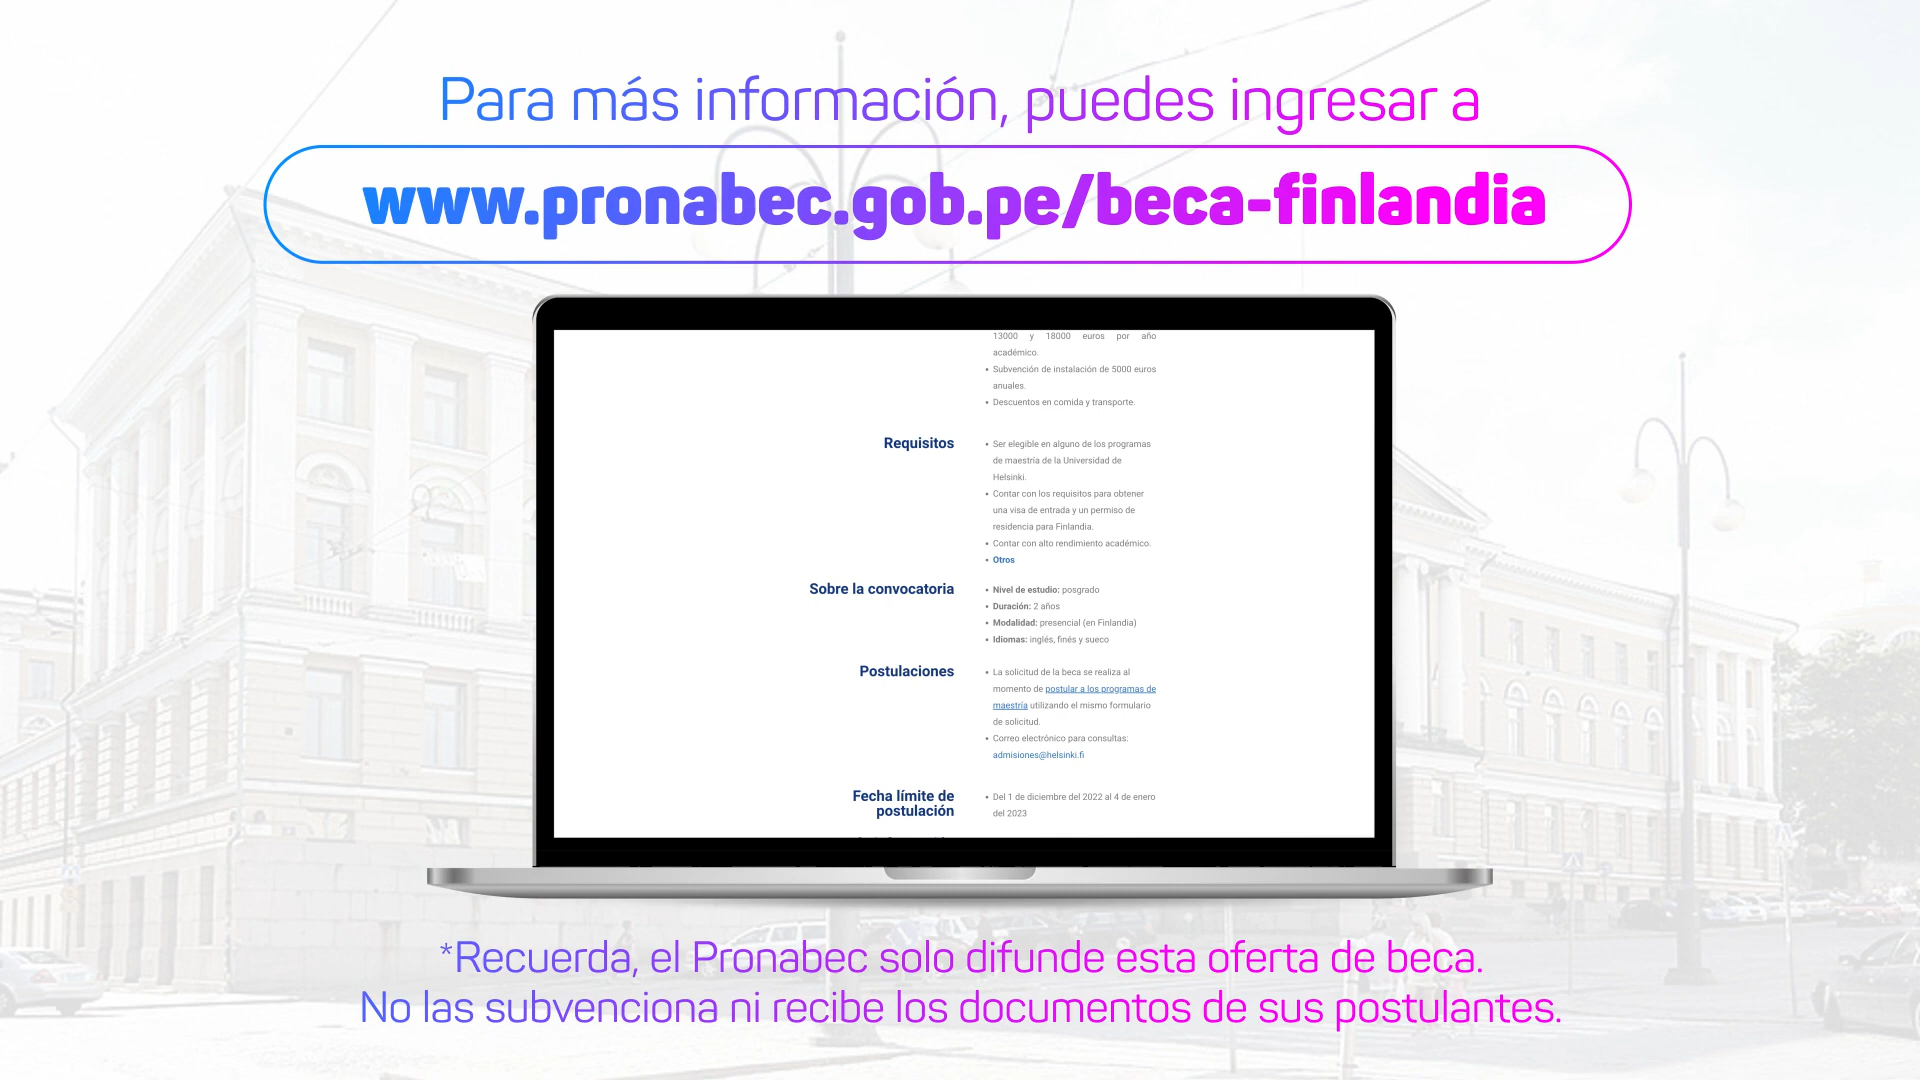 Para más información, puedes ingresar a
www.pronabec.gob.pe/beca-finlandia
13000 y 18000 euros por año
académico.
• Subvención de instalación de 5000 euros
anuales.
• Descuentos en comida y transporte.
Requisitos
• Ser elegible en alguno de los programas
de maestría de la Universidad de
Helsinki.
• Contar con los requisitos para obtener
una visa de entrada y un permiso de
residencia para Finlandia.
• Contar con alto rendimiento académico.
• Otros
Sobre la convocatoria
• Nivel de estudio: posgrado
• Duración: 2 años
• Modalidad: presencial (en Finlandia)
• Idiomas: inglés, finés y sueco
Postulaciones
• La solicitud de la beca se realiza al
momento de postular a los programas de
maestría utilizando el mismo formulario
de solicitud.
• Correo electrónico para consultas:
admisiones@helsinki.fi
Fecha límite de
postulación
• Del 1 de diciembre del 2022 al 4 de enero
del 2023
*Recuerda, el Pronabec solo difunde esta oferta de beca.
No las subvenciona ni recibe los documentos de sus postulantes.